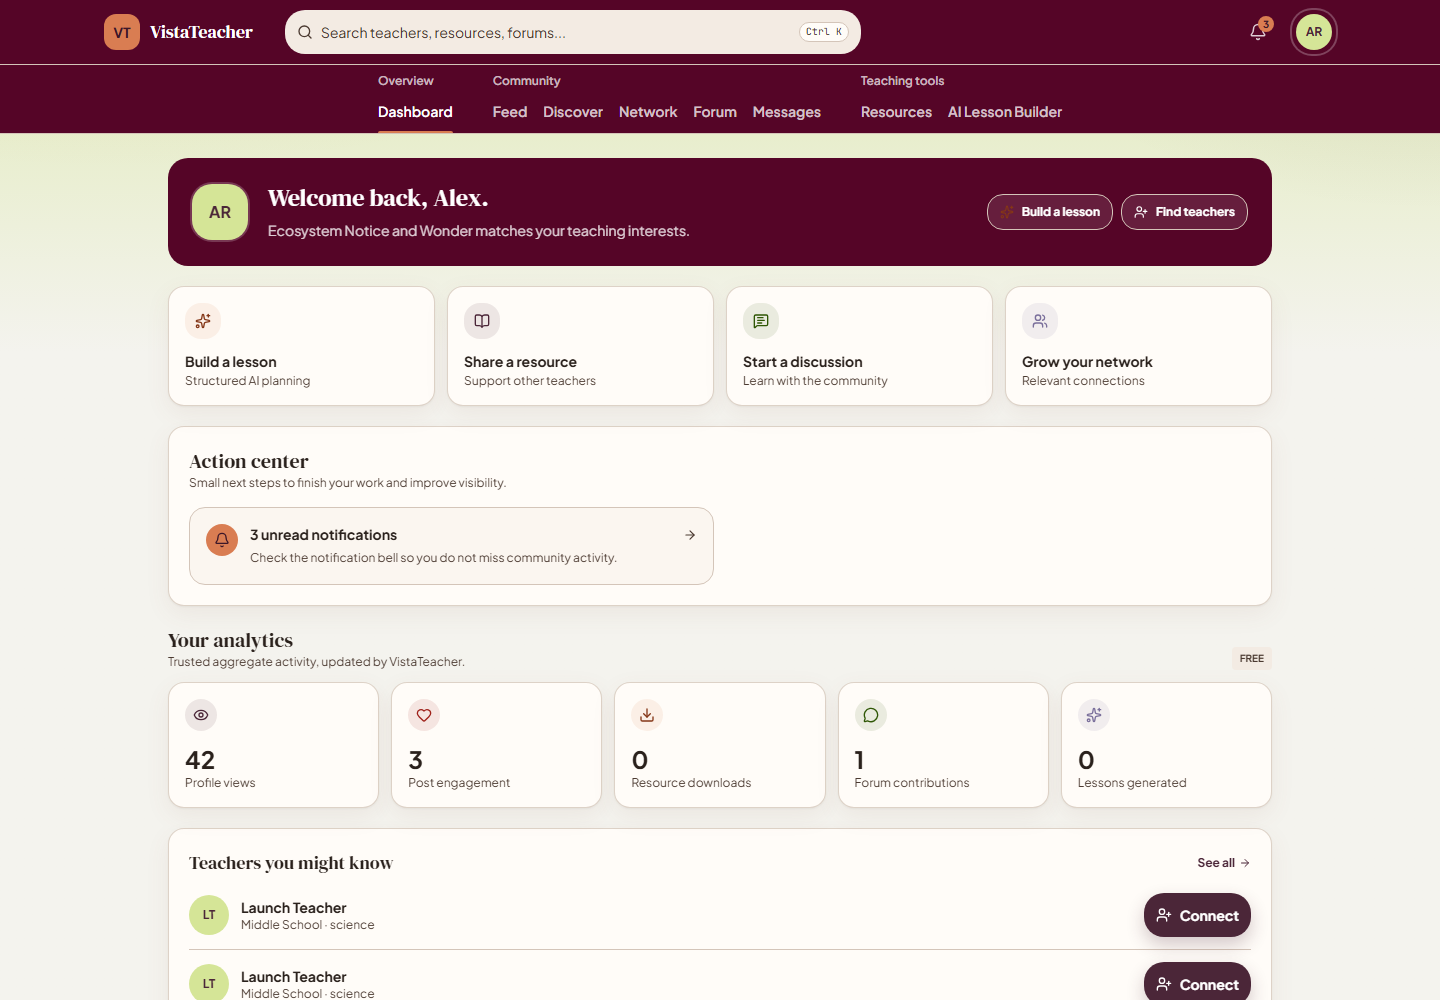 VT VistaTeacher
Search teachers, resources, forums...
Ctrl K
3
AR
Overview
Community
Teaching tools
Dashboard
Feed
Discover
Network
Forum
Messages
Resources
AI Lesson Builder
AR
Welcome back, Alex.
Ecosystem Notice and Wonder matches your teaching interests.
Build a lesson
Find teachers
Build a lesson
Structured AI planning
Share a resource
Support other teachers
Start a discussion
Learn with the community
Grow your network
Relevant connections
Action center
Small next steps to finish your work and improve visibility.
3 unread notifications
Check the notification bell so you do not miss community activity.
Your analytics
Trusted aggregate activity, updated by VistaTeacher.
FREE
42
Profile views
3
Post engagement
0
Resource downloads
1
Forum contributions
0
Lessons generated
Teachers you might know
See all
LT
Launch Teacher
Middle School · science
Connect
LT
Launch Teacher
Middle School · science
Connect